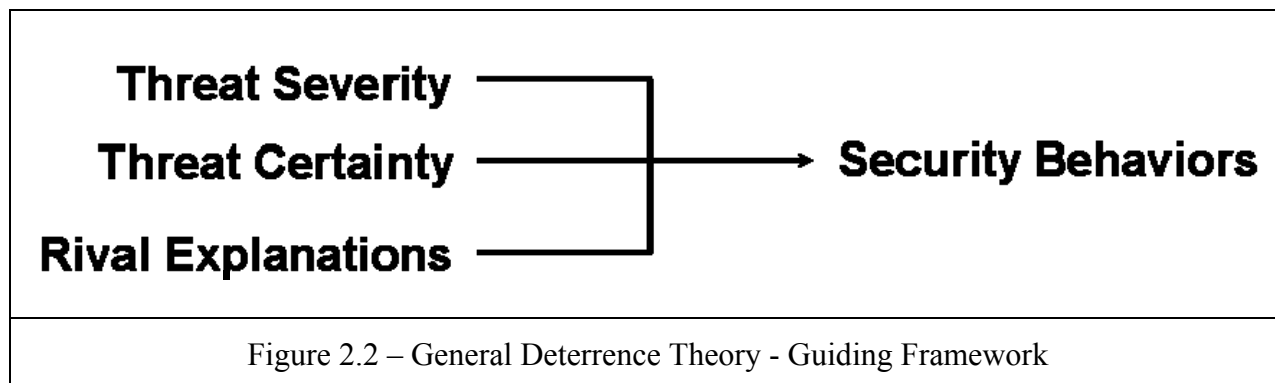 Threat Severity
Threat Certainty
Security Behaviors
Rival Explanations
Figure 2.2 – General Deterrence Theory - Guiding Framework